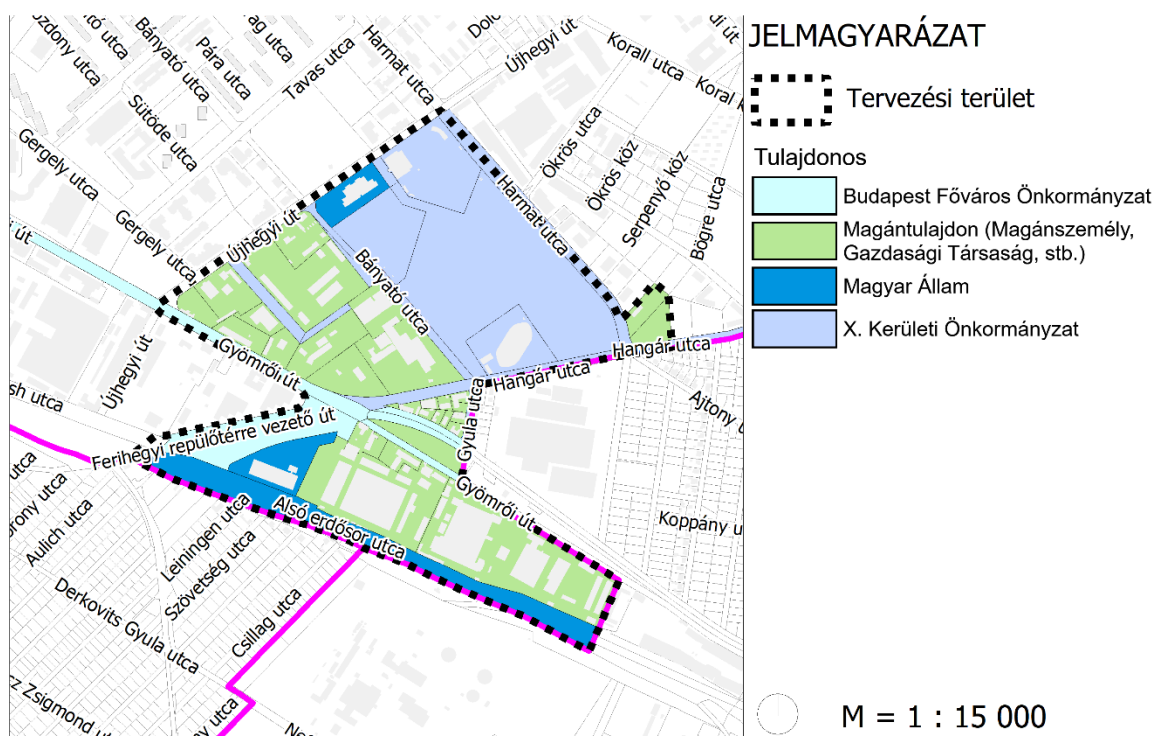 JELMAGYARÁZAT
Tervezési terület
Tulajdonos
Budapest Főváros Önkormányzat
Magántulajdon (Magánszemély,
Gazdasági Társaság, stb.)
Magyar Állam
X. Kerületi Önkormányzat
M = 1 : 15 000
Bányató utca
Pára utca
Sütöde utca
Tavas utca
Harmat utca
Újhegyi út
Korall utca
Gergely utca
Gergely utca
Újhegyi út
Harmat utca
Ökrös utca
Ökrös köz
Serpenyő köz
Bögre utca
Bányató utca
Újhegyi út
Gyömrői út
Hangár utca
Hangár utca
Ajtony
Gyula utca
Ferihegyi repülőtérre vezető út
Gyömrői út
Alsó erdősor utca
Koppány
Aulich utca
Leiningen utca
Szövetség utca
Csillag utca
Derkovits Gyula utca
Zsigmond